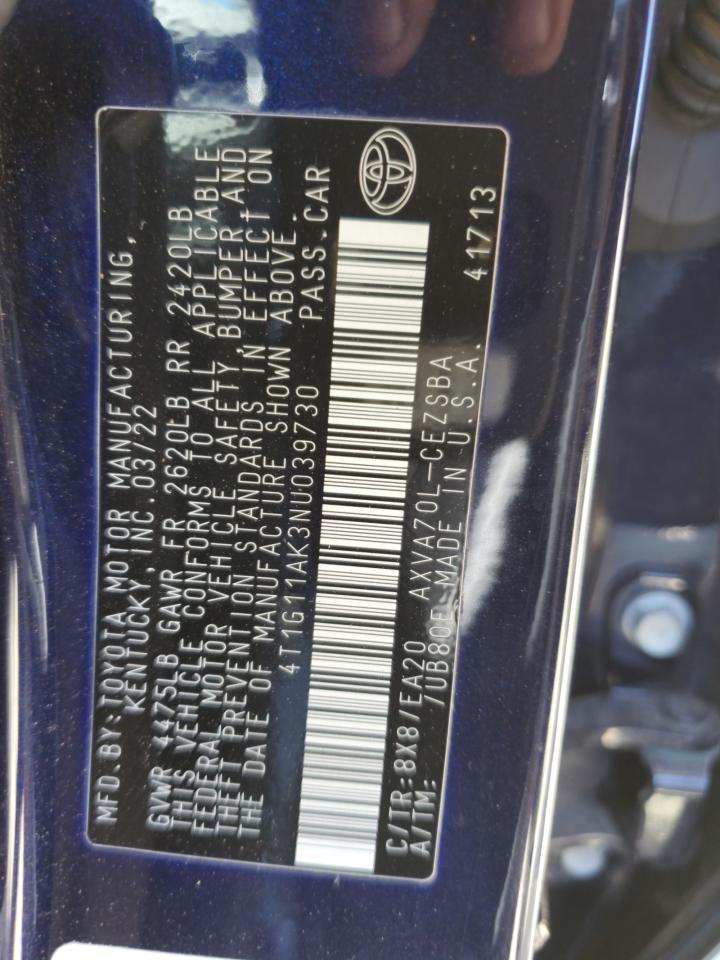 MFD. BY: TOYOTA MOTOR MANUFACTURING,
KENTUCKY, INC. 03/22
GVWR 4475LB GAWR FR 2620LB RR 2420LB
THIS VEHICLE CONFORMS TO ALL APPLICABLE
FEDERAL MOTOR VEHICLE SAFETY, BUMPER, AND
THEFT PREVENTION STANDARDS IN EFFECT ON
THE DATE OF MANUFACTURE SHOWN ABOVE.
4T1G11AK3NU039730 PASS.CAR
C/TR: 8X8/EA20 AXVA70L-CEZSBA
A/TM: /UB80E MADE IN U.S.A. 41713